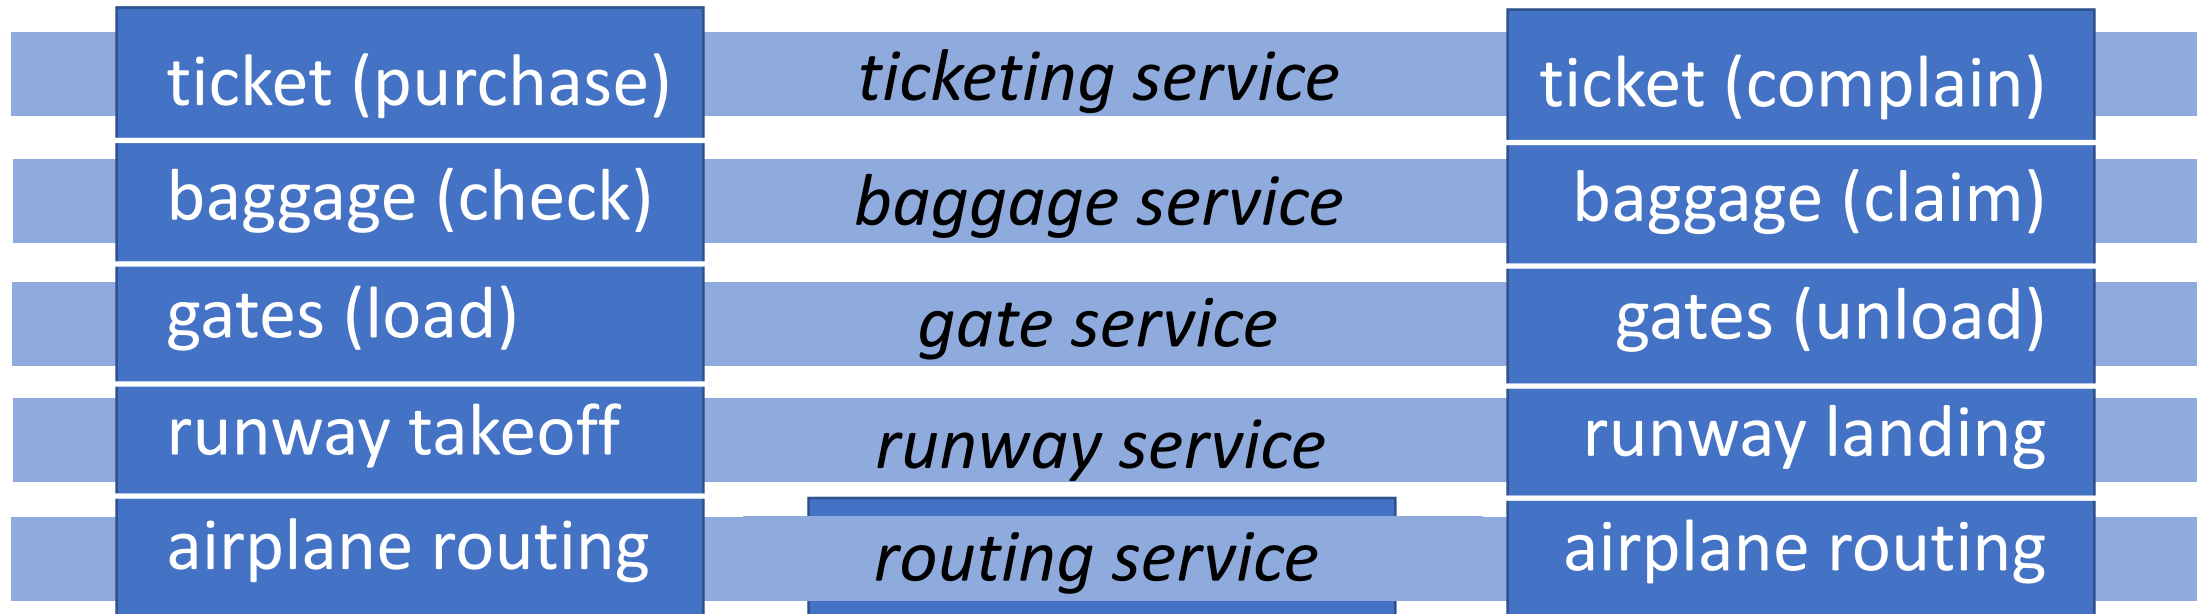 ticket (purchase) ticketing service ticket (complain)
baggage (check) baggage service baggage (claim)
gates (load) gate service gates (unload)
runway takeoff runway service runway landing
airplane routing routing service airplane routing